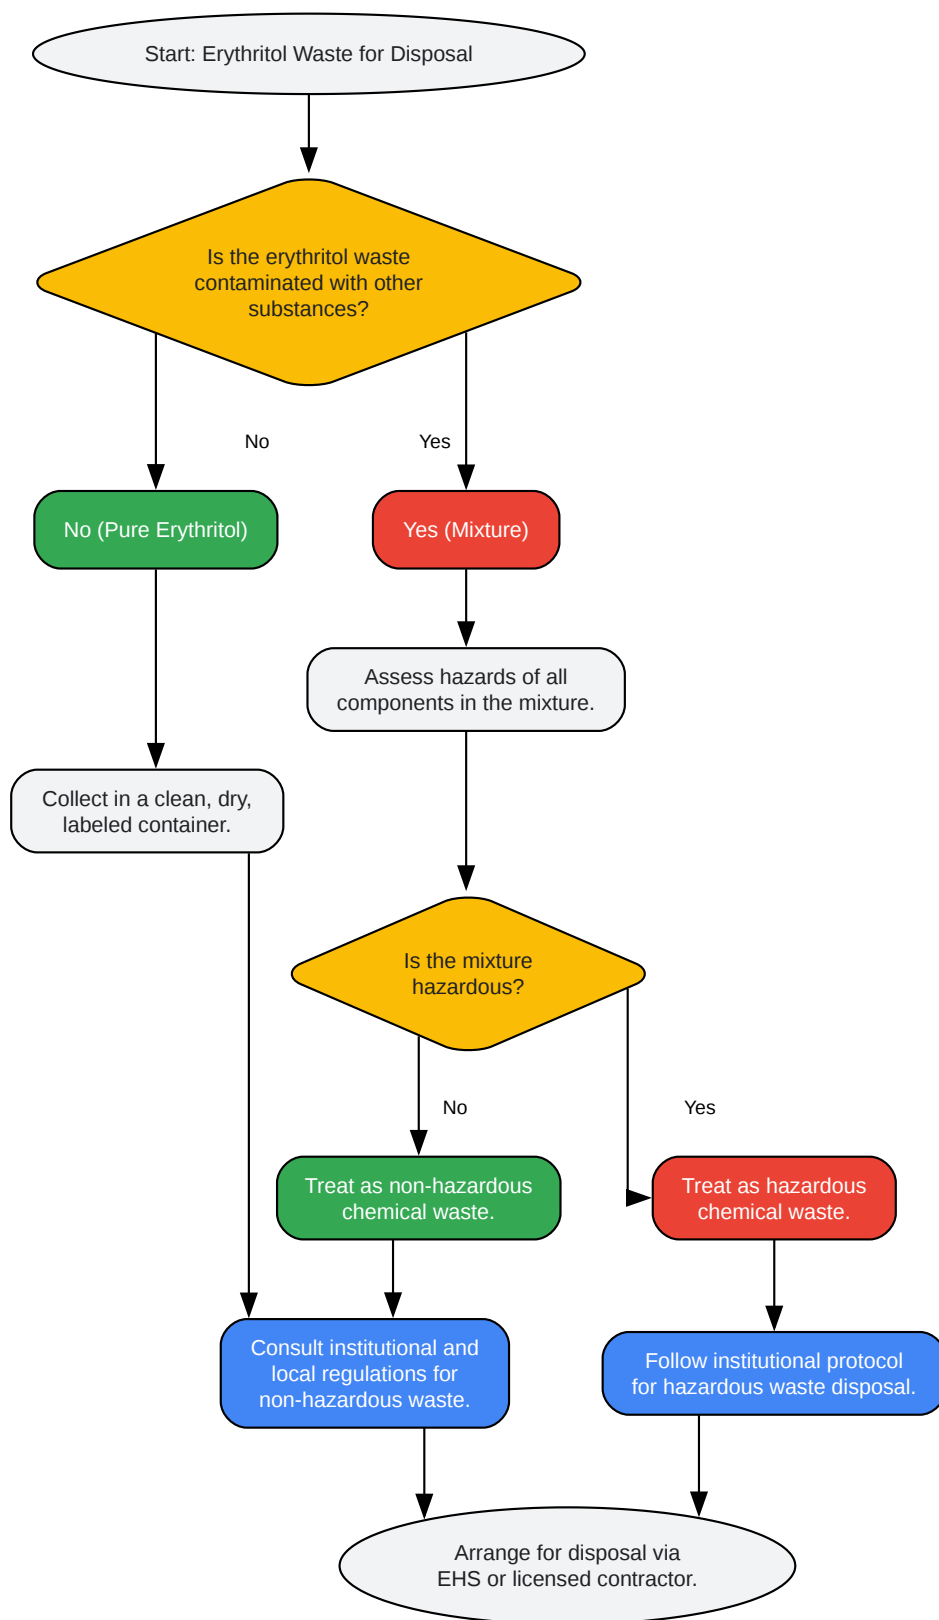 Start: Erythritol Waste for Disposal
Is the erythritol waste
contaminated with other
substances?
No
Yes
No (Pure Erythritol)
Yes (Mixture)
Assess hazards of all
components in the mixture.
Collect in a clean, dry,
labeled container.
Is the mixture
hazardous?
No
Yes
Treat as non-hazardous
chemical waste.
Treat as hazardous
chemical waste.
Consult institutional and
local regulations for
non-hazardous waste.
Follow institutional protocol
for hazardous waste disposal.
Arrange for disposal via
EHS or licensed contractor.